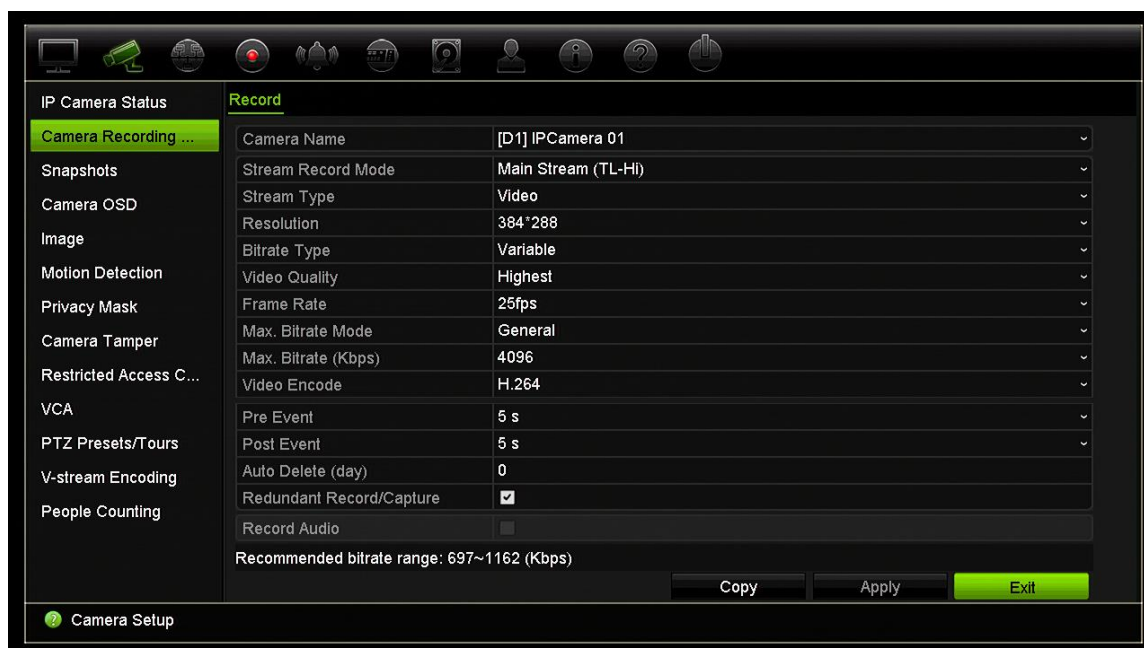 IP Camera Status
Camera Recording ...
Snapshots
Camera OSD
Image
Motion Detection
Privacy Mask
Camera Tamper
Restricted Access C...
VCA
PTZ Presets/Tours
V-stream Encoding
People Counting
Record
Camera Name [D1] IPCamera 01
Stream Record Mode Main Stream (TL-Hi)
Stream Type Video
Resolution 384*288
Bitrate Type Variable
Video Quality Highest
Frame Rate 25fps
Max. Bitrate Mode General
Max. Bitrate (Kbps) 4096
Video Encode H.264
Pre Event 5 s
Post Event 5 s
Auto Delete (day) 0
Redundant Record/Capture
Record Audio
Recommended bitrate range: 697~1162 (Kbps)
Copy Apply Exit
Camera Setup